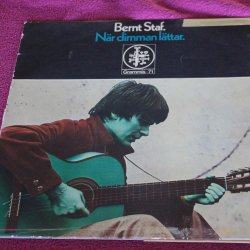 Bernt Staf.
När dimman lättar.
Grammis 71